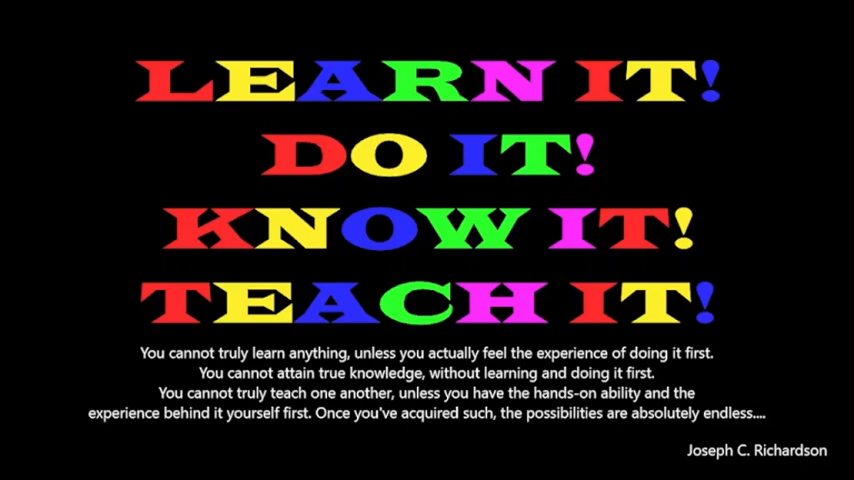 LEARN IT!
DO IT!
KNOW IT!
TEACH IT!
You cannot truly learn anything, unless you actually feel the experience of doing it first.
You cannot attain true knowledge, without learning and doing it first.
You cannot truly teach one another, unless you have the hands-on ability and the
experience behind it yourself first. Once you've acquired such, the possibilities are absolutely endless....
Joseph C. Richardson